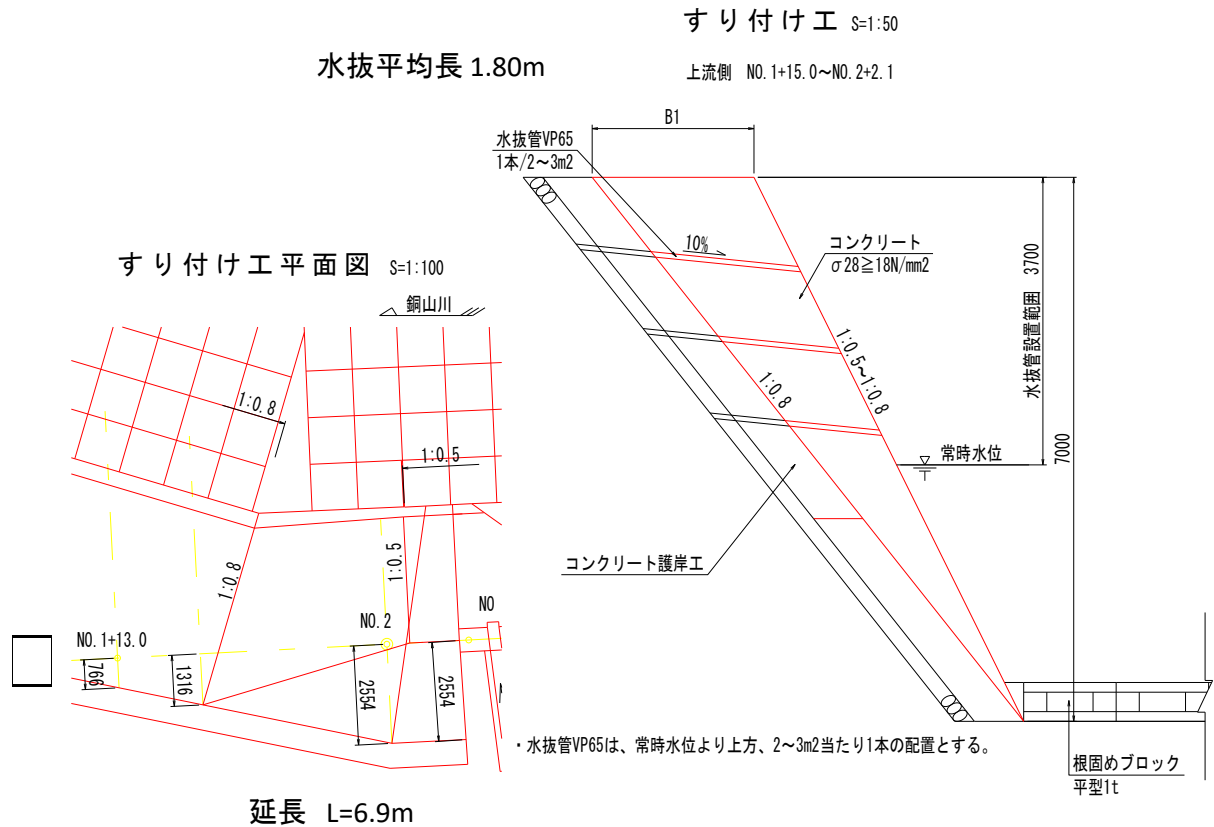 すり付け工 S=1:50
水抜平均長 1.80m
上流側 NO.1+15.0～NO.2+2.1
B1
水抜管VP65
1本/2～3m2
10%
コンクリート
σ28≧18N/mm2
水抜管設置範囲 3700
7000
1:0.5~1:0.8
1:0.8
常時水位
コンクリート護岸工
根固めブロック
平型1t
・水抜管VP65は、常時水位より上方、2～3m2当たり1本の配置とする。
すり付け工平面図 S=1:100
銅山川
1:0.8
1:0.5
1:0.8
1:0.5
NO.1+13.0
NO.2
NO
766
1316
2554
2554
延長 L=6.9m